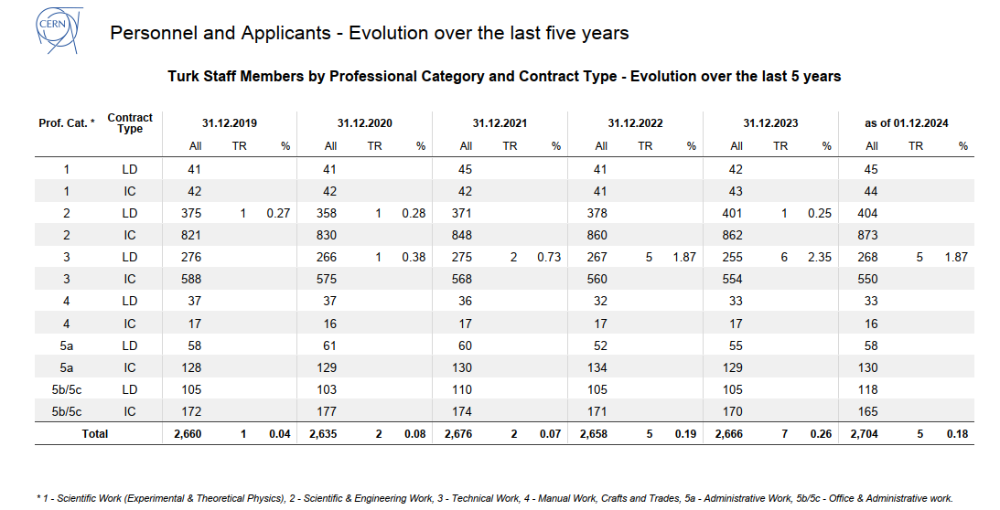 CERN
Personnel and Applicants - Evolution over the last five years
Turk Staff Members by Professional Category and Contract Type - Evolution over the last 5 years
Prof. Cat. * Contract Type 31.12.2019 31.12.2020 31.12.2021 31.12.2022 31.12.2023 as of 01.12.2024
All TR % All TR % All TR % All TR % All TR % All TR %
1 LD 41 41 45 41 42 45
1 IC 42 42 42 41 43 44
2 LD 375 1 0.27 358 1 0.28 371 378 401 1 0.25 404
2 IC 821 830 848 860 862 873
3 LD 276 266 1 0.38 275 2 0.73 267 5 1.87 255 6 2.35 268 5 1.87
3 IC 588 575 568 560 554 550
4 LD 37 37 36 32 33 33
4 IC 17 16 17 17 17 16
5a LD 58 61 60 52 55 58
5a IC 128 129 130 134 129 130
5b/5c LD 105 103 110 105 105 118
5b/5c IC 172 177 174 171 170 165
Total 2,660 1 0.04 2,635 2 0.08 2,676 2 0.07 2,658 5 0.19 2,666 7 0.26 2,704 5 0.18
* 1 - Scientific Work (Experimental & Theoretical Physics), 2 - Scientific & Engineering Work, 3 - Technical Work, 4 - Manual Work, Crafts and Trades, 5a - Administrative Work, 5b/5c - Office & Administrative work.